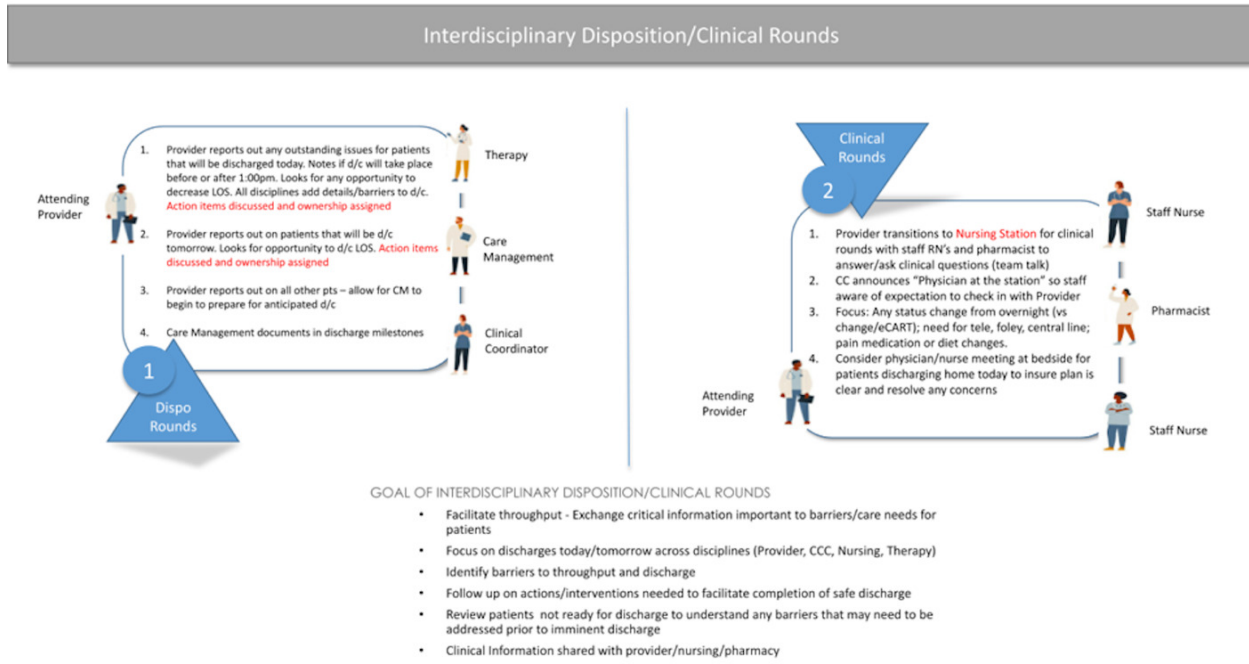 Interdisciplinary Disposition/Clinical Rounds
Attending
Provider
1. Provider reports out any outstanding issues for patients
that will be discharged today. Notes if d/c will take place
before or after 1:00pm. Looks for any opportunity to
decrease LOS. All disciplines add details/barriers to d/c.
Action items discussed and ownership assigned
2. Provider reports out on patients that will be d/c
tomorrow. Looks for opportunity to d/c LOS. Action items
discussed and ownership assigned
3. Provider reports out on all other pts – allow for CM to
begin to prepare for anticipated d/c
4. Care Management documents in discharge milestones
Therapy
Care
Management
Clinical
Coordinator
1
Dispo
Rounds
Clinical
Rounds
2
1. Provider transitions to Nursing Station for clinical
rounds with staff RN's and pharmacist to
answer/ask clinical questions (team talk)
2. CC announces "Physician at the station" so staff
aware of expectation to check in with Provider
3. Focus: Any status change from overnight (vs
change/eCART); need for tele, foley, central line;
pain medication or diet changes.
4. Consider physician/nurse meeting at bedside for
patients discharging home today to insure plan is
clear and resolve any concerns
Attending
Provider
Staff Nurse
Pharmacist
Staff Nurse
GOAL OF INTERDISCIPLINARY DISPOSITION/CLINICAL ROUNDS
• Facilitate throughput - Exchange critical information important to barriers/care needs for
patients
• Focus on discharges today/tomorrow across disciplines (Provider, CCC, Nursing, Therapy)
• Identify barriers to throughput and discharge
• Follow up on actions/interventions needed to facilitate completion of safe discharge
• Review patients not ready for discharge to understand any barriers that may need to be
addressed prior to imminent discharge
• Clinical Information shared with provider/nursing/pharmacy